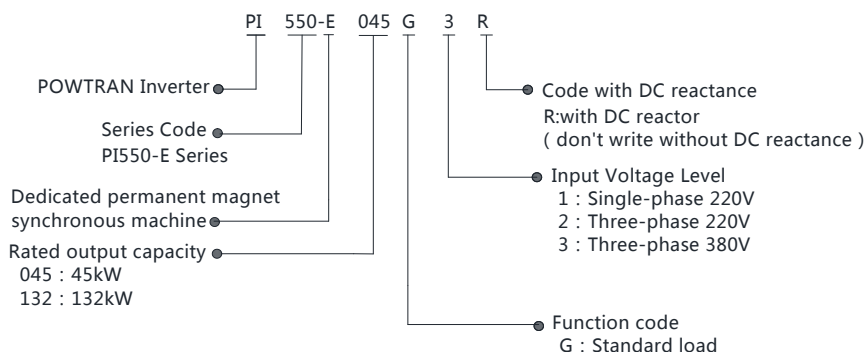 PI 550-E 045 G 3 R
POWTRAN Inverter
Series Code
PI550-E Series
Dedicated permanent magnet
synchronous machine
Rated output capacity
045：45kW
132：132kW
Code with DC reactance
R:with DC reactor
( don't write without DC reactance )
Input Voltage Level
1：Single-phase 220V
2：Three-phase 220V
3：Three-phase 380V
Function code
G：Standard load